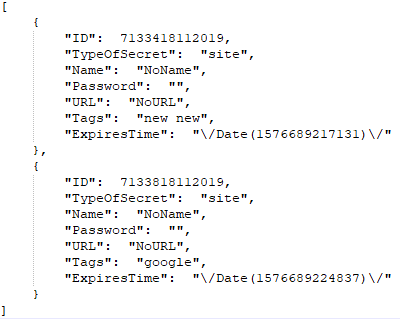 [
{
"ID": 7133418112019,
"TypeOfSecret": "site",
"Name": "NoName",
"Password": "",
"URL": "NoURL",
"Tags": "new new",
"ExpiresTime": "\/Date(1576689217131)\/"
},
{
"ID": 7133818112019,
"TypeOfSecret": "site",
"Name": "NoName",
"Password": "",
"URL": "NoURL",
"Tags": "google",
"ExpiresTime": "\/Date(1576689224837)\/"
}
]